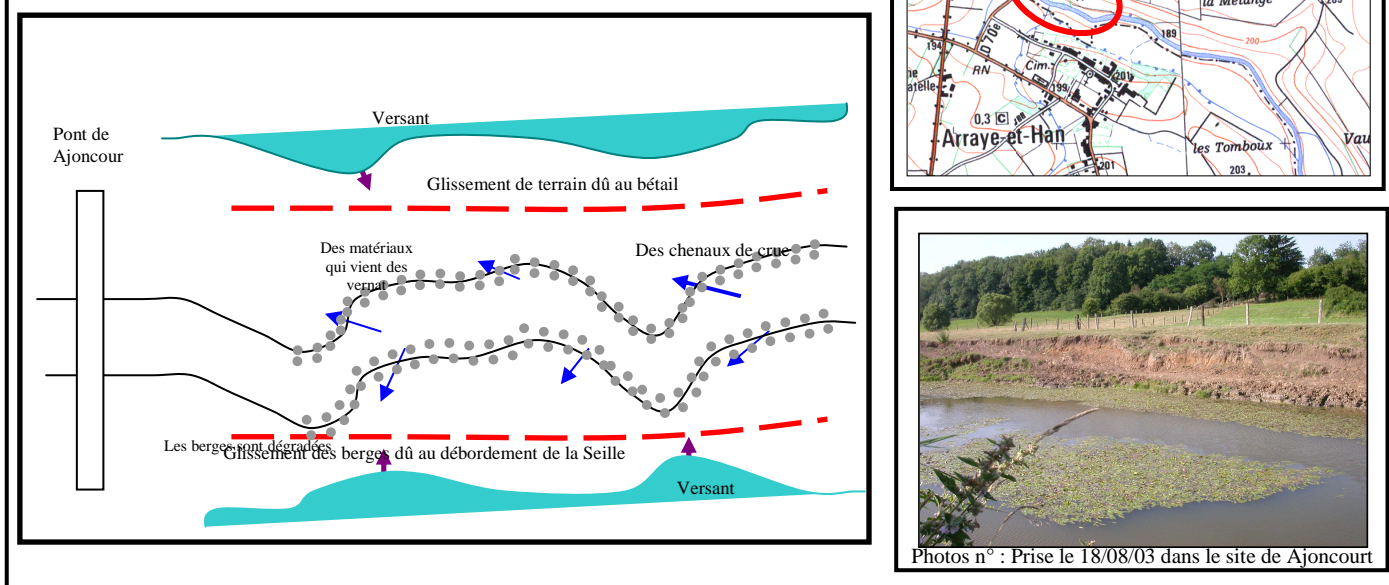 Pont de
Ajoncour
Versant
Glissement de terrain dû au bétail
Des matériaux
qui vient des
vernat
Des chenaux de crue
Les berges sont dégradées
Glissement des berges dû au débordement de la Seille
Versant
la Mélange
D 70e
189
200
194
RN
Cim.
201
199
0,3 C
Arraye-et-Han
les Tomboux
Vau
203
201
Photos n° : Prise le 18/08/03 dans le site de Ajoncourt